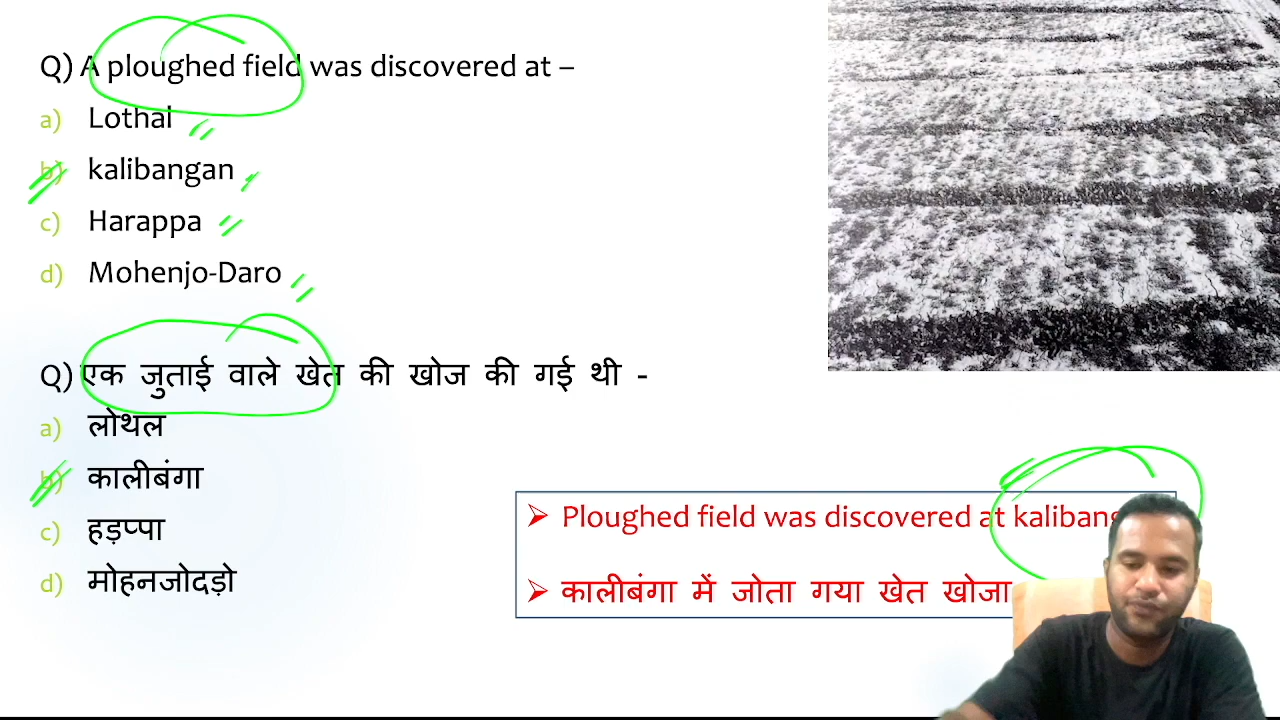 Q) A ploughed field was discovered at –
a) Lothal
b) kalibangan
c) Harappa
d) Mohenjo-Daro
Q) एक जुताई वाले खेत की खोज की गई थी -
a) लोथल
b) कालीबंगा
c) हड़प्पा
d) मोहनजोदड़ो
➢ Ploughed field was discovered at
➢ कालीबंगा में जोता गया खेत खोजा